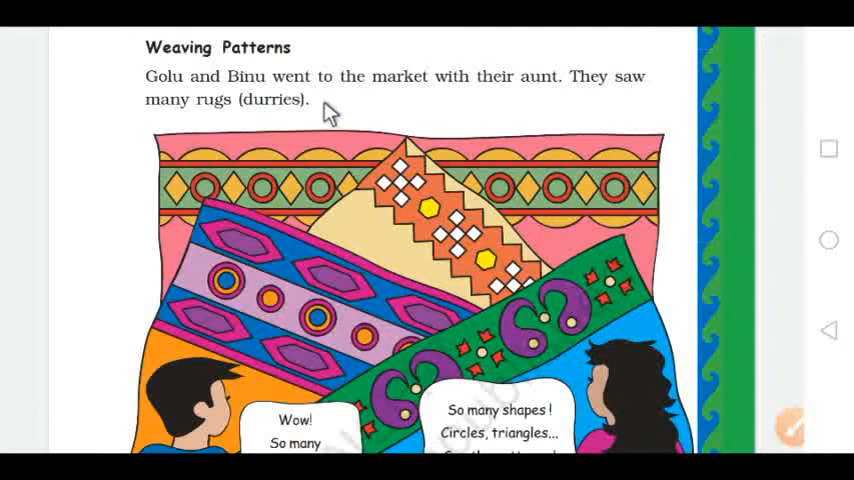 Weaving Patterns
Golu and Binu went to the market with their aunt. They saw
many rugs (durries).
Wow!
So many
So many shapes !
Circles, triangles...